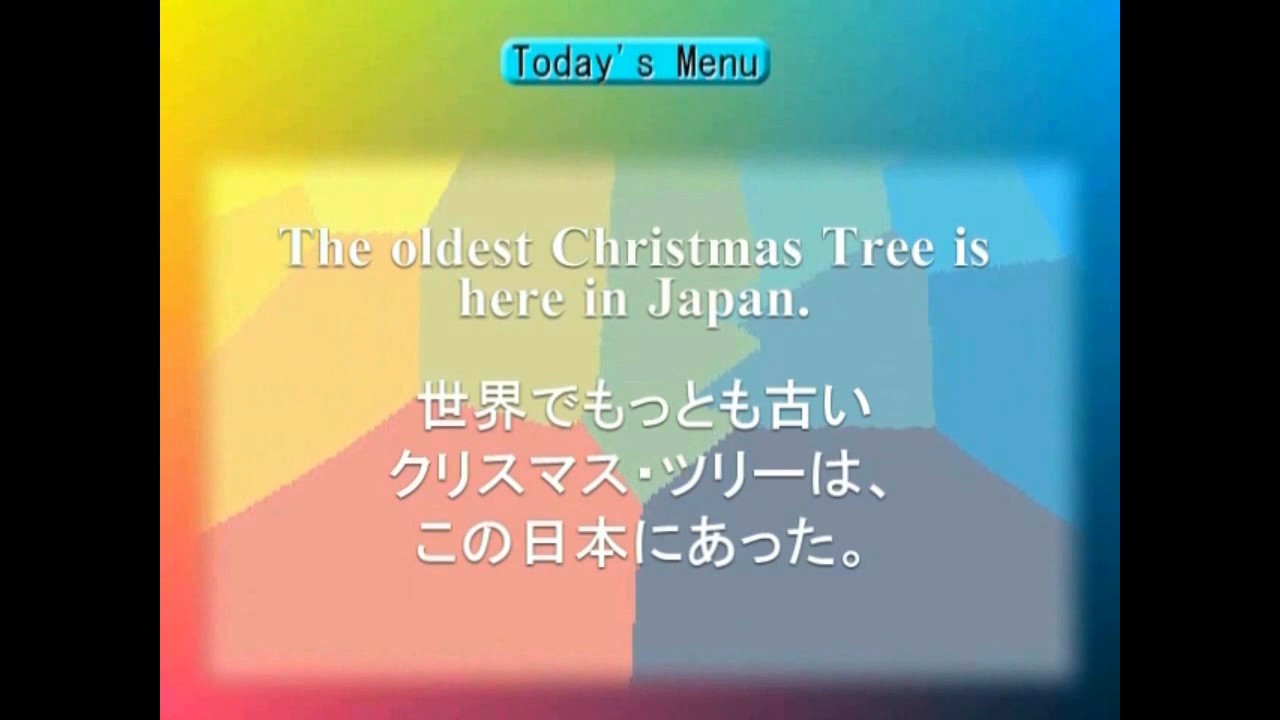 Today's Menu
The oldest Christmas Tree is
here in Japan.
世界でもっとも古い
クリスマス・ツリーは、
この日本にあった。